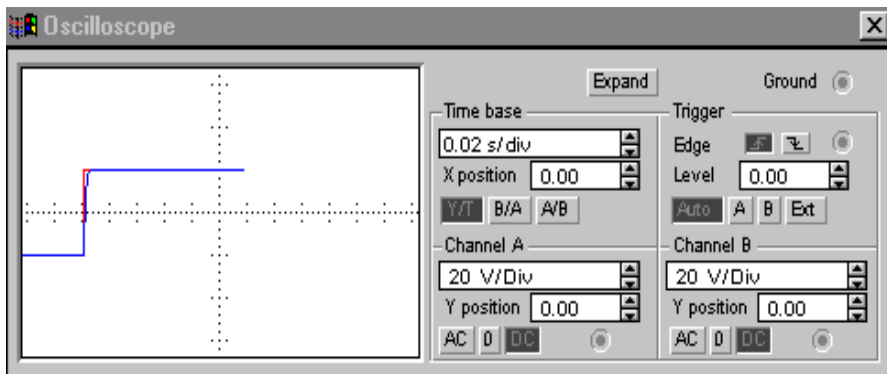 Oscilloscope
Expand Ground
Time base
0.02 s/div
X position 0.00
Y/T B/A A/B
Trigger
Edge
Level 0.00
Auto A B Ext
Channel A
20 V/Div
Y position 0.00
AC 0 DC
Channel B
20 V/Div
Y position 0.00
AC 0 DC